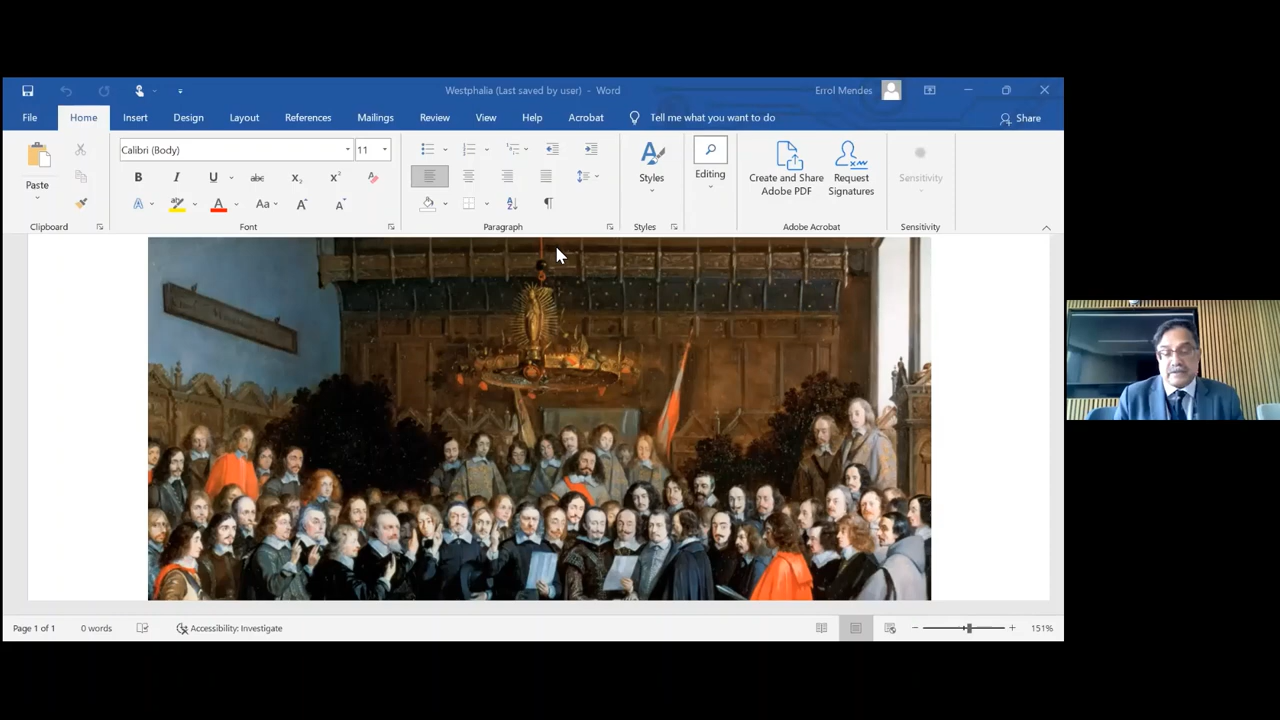 Westphalia (Last saved by user) - Word
Errol Mendes
File Home Insert Design Layout References Mailings Review View Help Acrobat Tell me what you want to do Share
Calibri (Body) 11
Paste
Styles
Editing
Create and Share Adobe PDF
Request Signatures
Sensitivity
Clipboard Font Paragraph Styles Adobe Acrobat Sensitivity
Page 1 of 1 0 words Accessibility: Investigate 151%